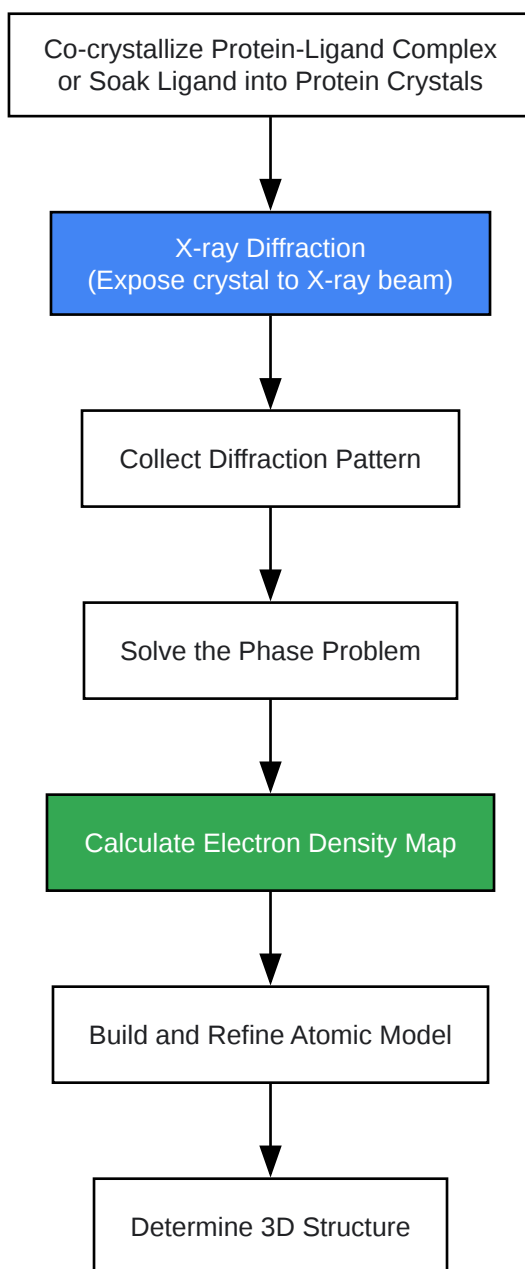 Co-crystallize Protein-Ligand Complex
or Soak Ligand into Protein Crystals
X-ray Diffraction
(Expose crystal to X-ray beam)
Collect Diffraction Pattern
Solve the Phase Problem
Calculate Electron Density Map
Build and Refine Atomic Model
Determine 3D Structure